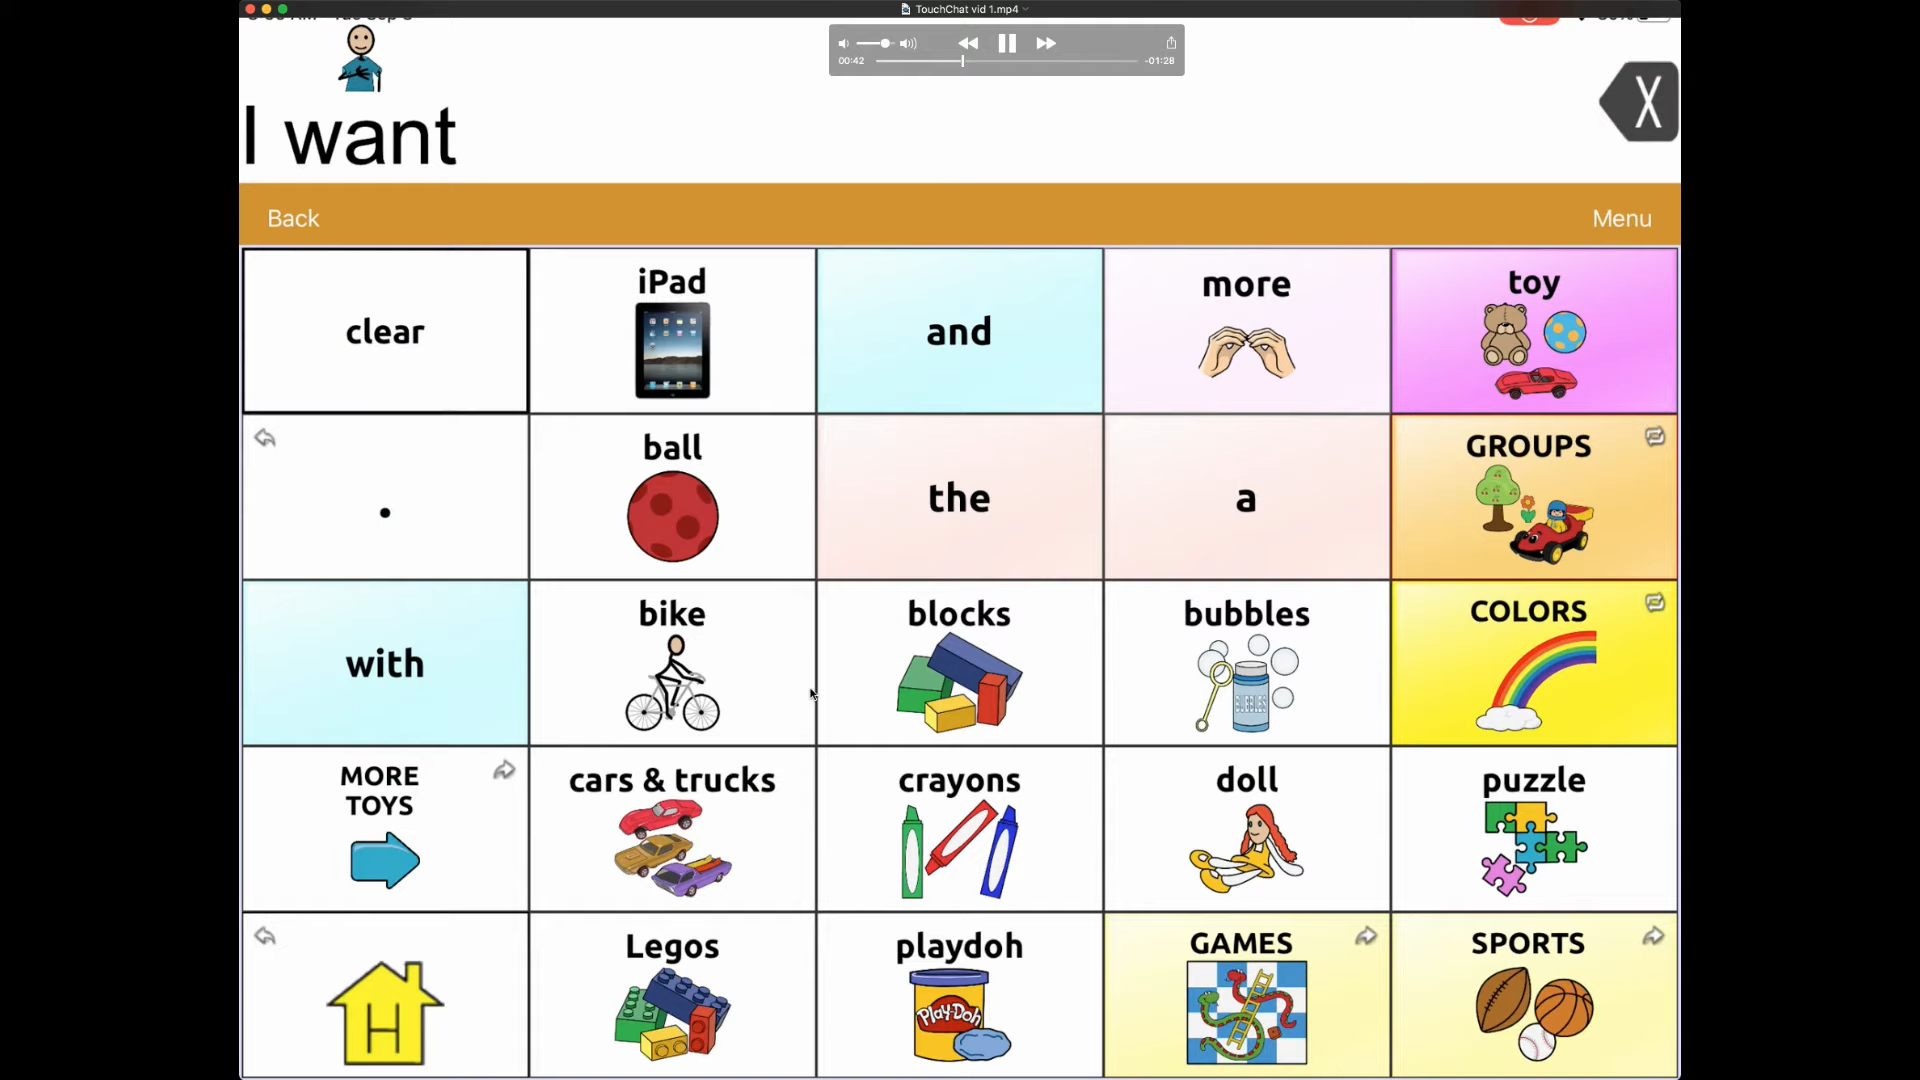 TouchChat vid 1.mp4
00:42
-01:28
I want
X
Back
Menu
clear
iPad
and
more
toy
.
ball
the
a
GROUPS
with
bike
blocks
bubbles
COLORS
MORE
TOYS
cars & trucks
crayons
doll
puzzle
H
Legos
playdoh
Play-Doh
GAMES
SPORTS